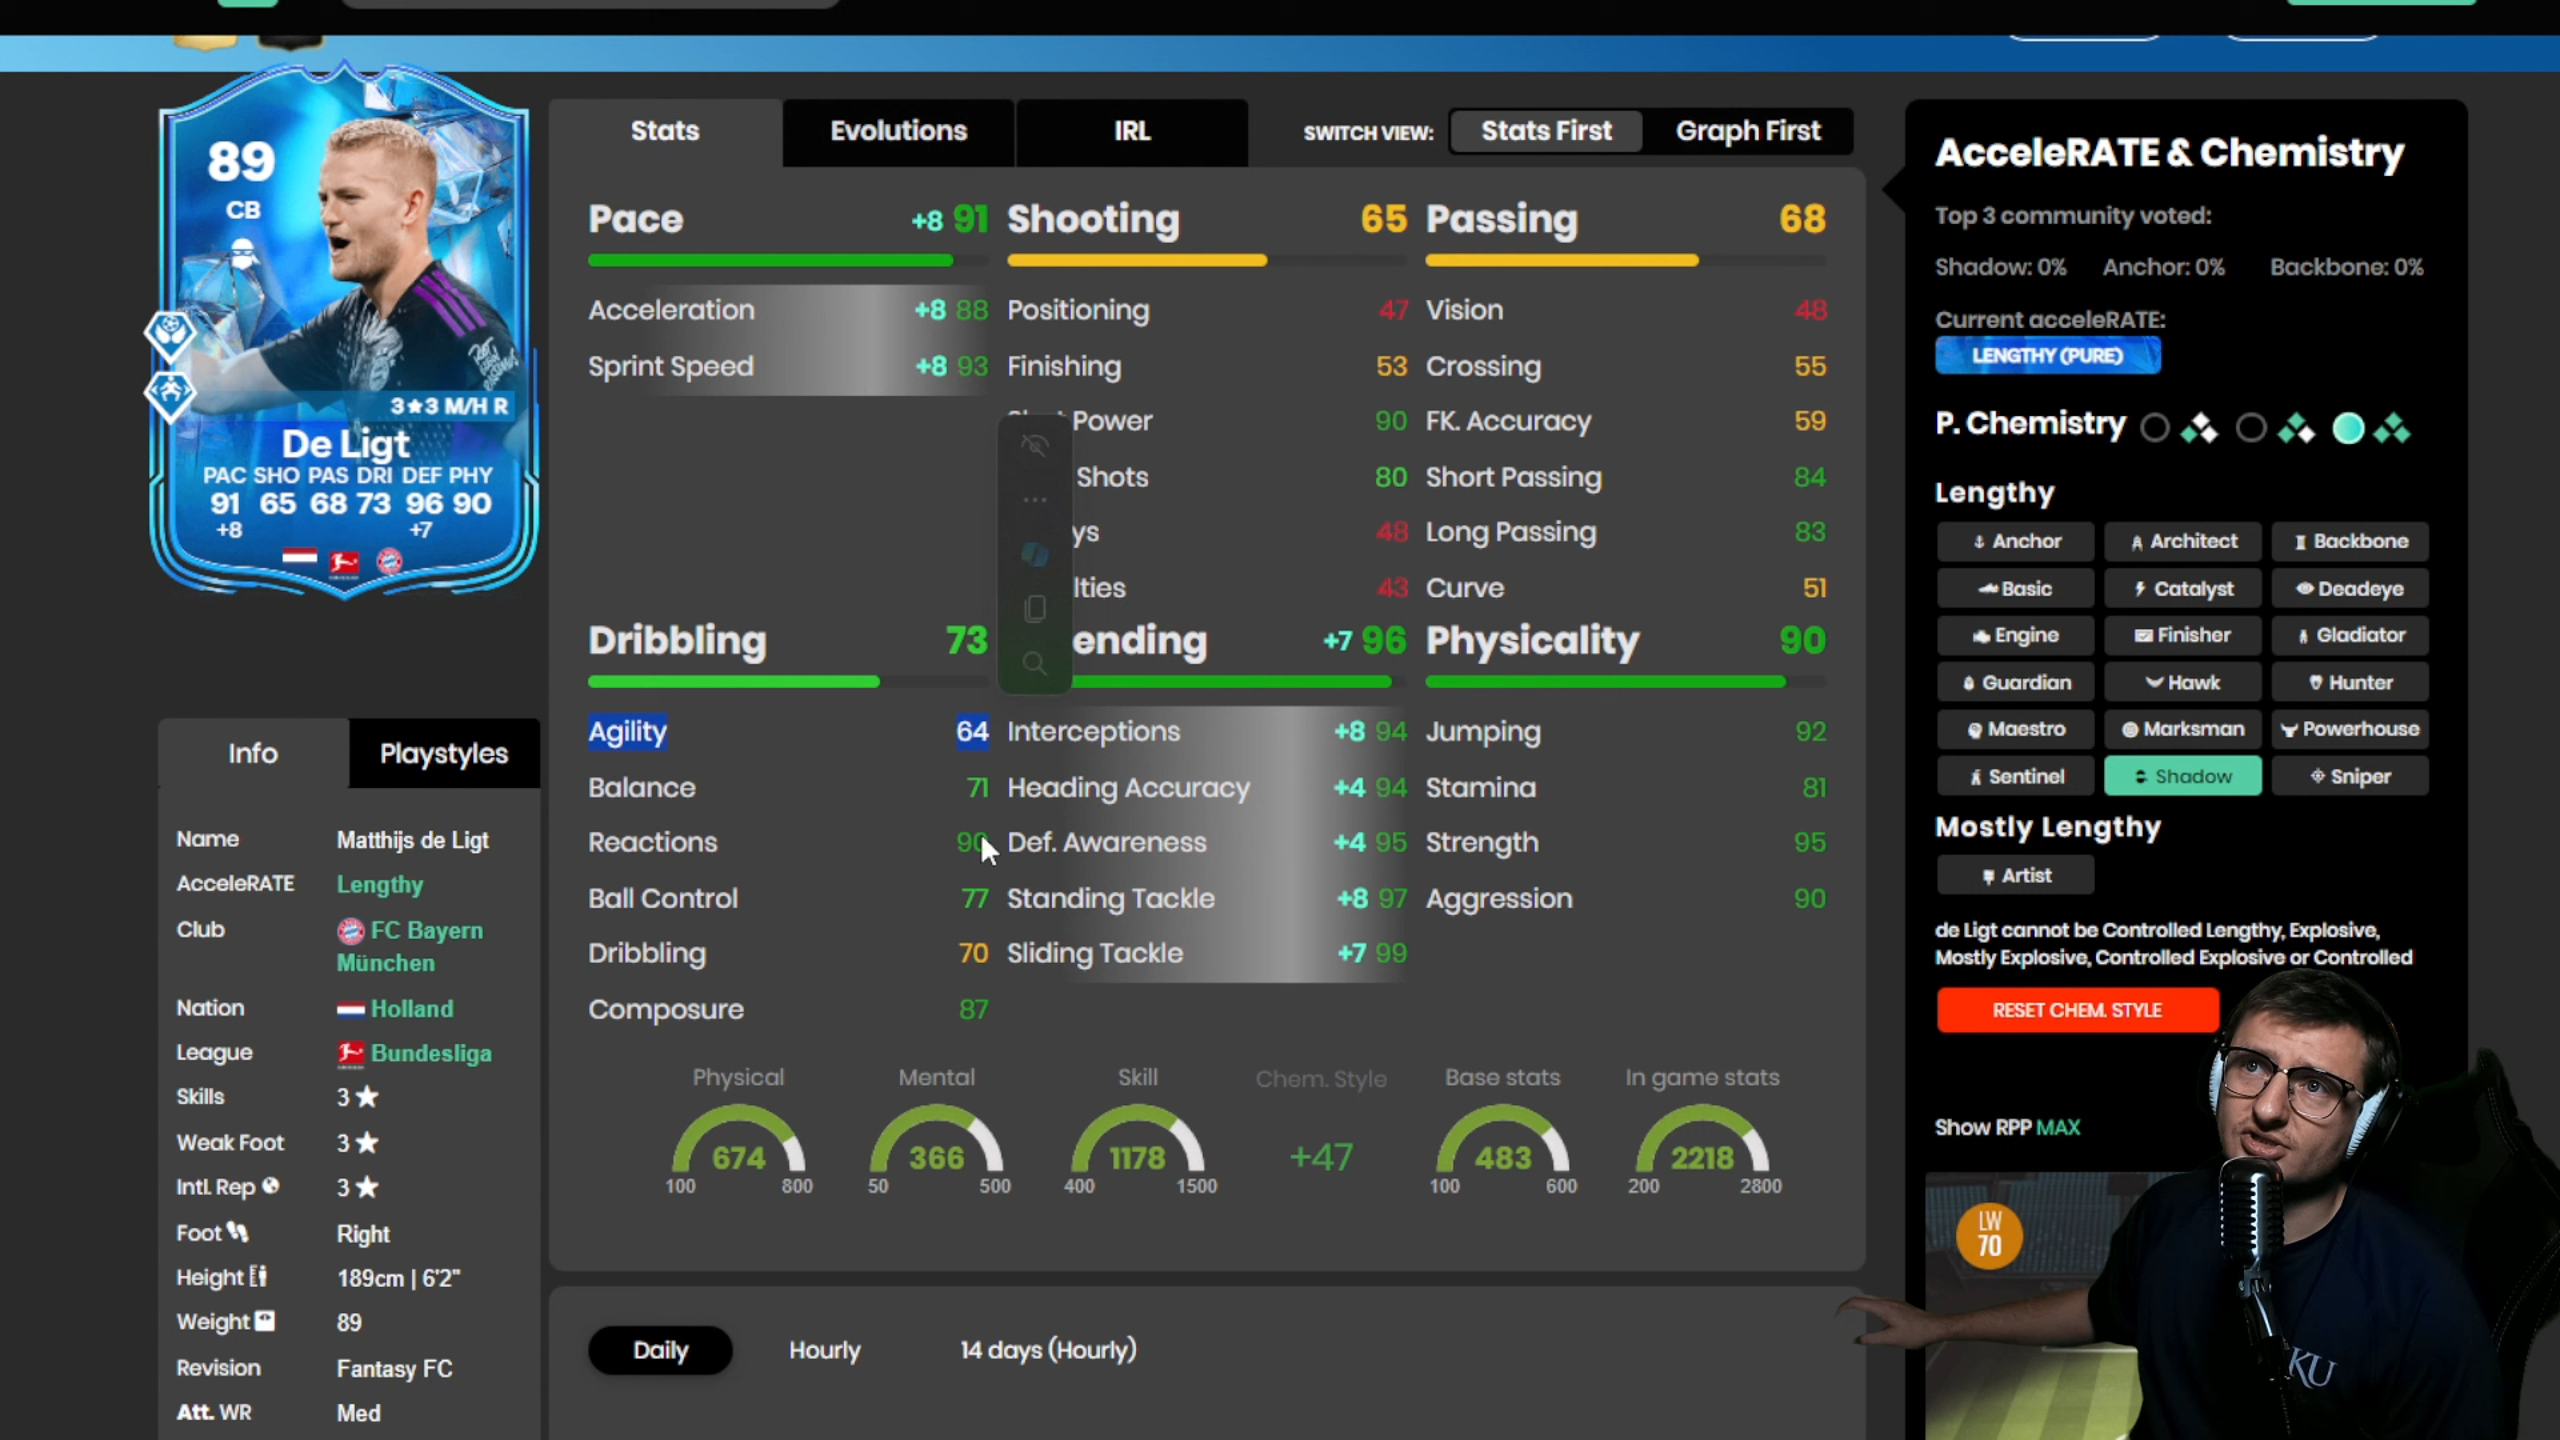 89
CB
3★3 M/H R
De Ligt
PAC SHO PAS DRI DEF PHY
91 65 68 73 96 90
+8 +7
Stats
Evolutions
IRL
SWITCH VIEW:
Stats First
Graph First
Pace +8 91
Acceleration +8 88
Sprint Speed +8 93
Shooting 65
Positioning 47
Finishing 53
Power 90
Shots 80
ys 48
lties 43
Passing 68
Vision 48
Crossing 55
FK. Accuracy 59
Short Passing 84
Long Passing 83
Curve 51
Dribbling 73
Agility 64
Balance 71
Reactions 90
Ball Control 77
Dribbling 70
Composure 87
ending +7 96
Interceptions +8 94
Heading Accuracy +4 94
Def. Awareness +4 95
Standing Tackle +8 97
Sliding Tackle +7 99
Physicality 90
Jumping 92
Stamina 81
Strength 95
Aggression 90
Physical
674
100 800
Mental
366
50 500
Skill
1178
400 1500
Chem. Style
+47
Base stats
483
100 600
In game stats
2218
200 2800
Daily
Hourly
14 days (Hourly)
Info
Playstyles
Name Matthijs de Ligt
AcceleRATE Lengthy
Club FC Bayern
München
Nation Holland
League Bundesliga
Skills 3 ★
Weak Foot 3 ★
Intl. Rep 3 ★
Foot Right
Height 189cm | 6'2"
Weight 89
Revision Fantasy FC
Att. WR Med
AcceleRATE & Chemistry
Top 3 community voted:
Shadow: 0% Anchor: 0% Backbone: 0%
Current acceleRATE:
LENGTHY (PURE)
P. Chemistry
Lengthy
Anchor Architect Backbone
Basic Catalyst Deadeye
Engine Finisher Gladiator
Guardian Hawk Hunter
Maestro Marksman Powerhouse
Sentinel Shadow Sniper
Mostly Lengthy
Artist
de Ligt cannot be Controlled Lengthy, Explosive,
Mostly Explosive, Controlled Explosive or Controlled
RESET CHEM. STYLE
Show RPP MAX
LW
70
KU